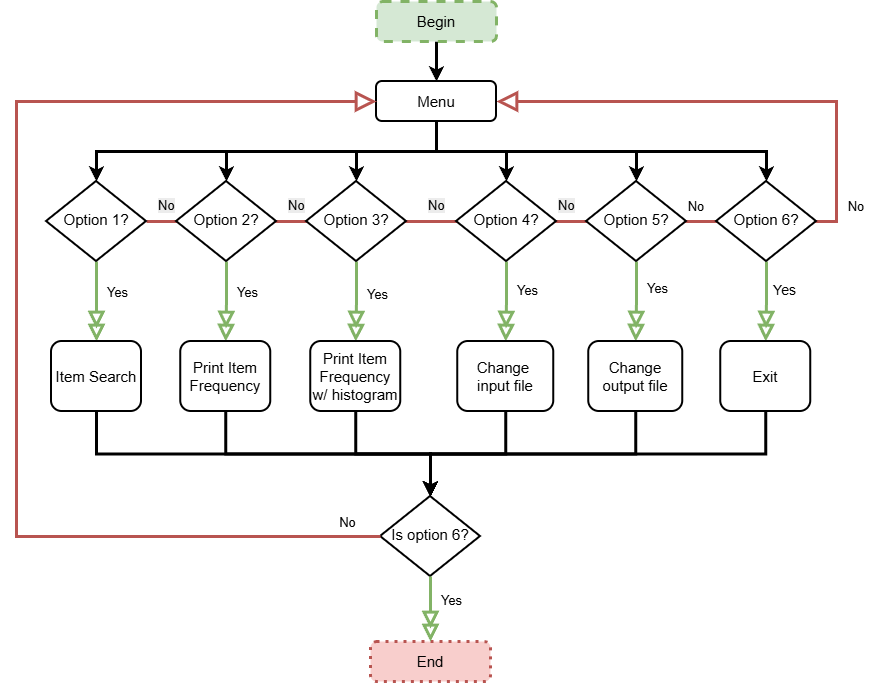 Begin
Menu
Option 1?
No
Option 2?
No
Option 3?
No
Option 4?
No
Option 5?
No
Option 6?
No
Yes
Yes
Yes
Yes
Yes
Yes
Item Search
Print Item
Frequency
Print Item
Frequency
w/ histogram
Change
input file
Change
output file
Exit
No
Is option 6?
Yes
End